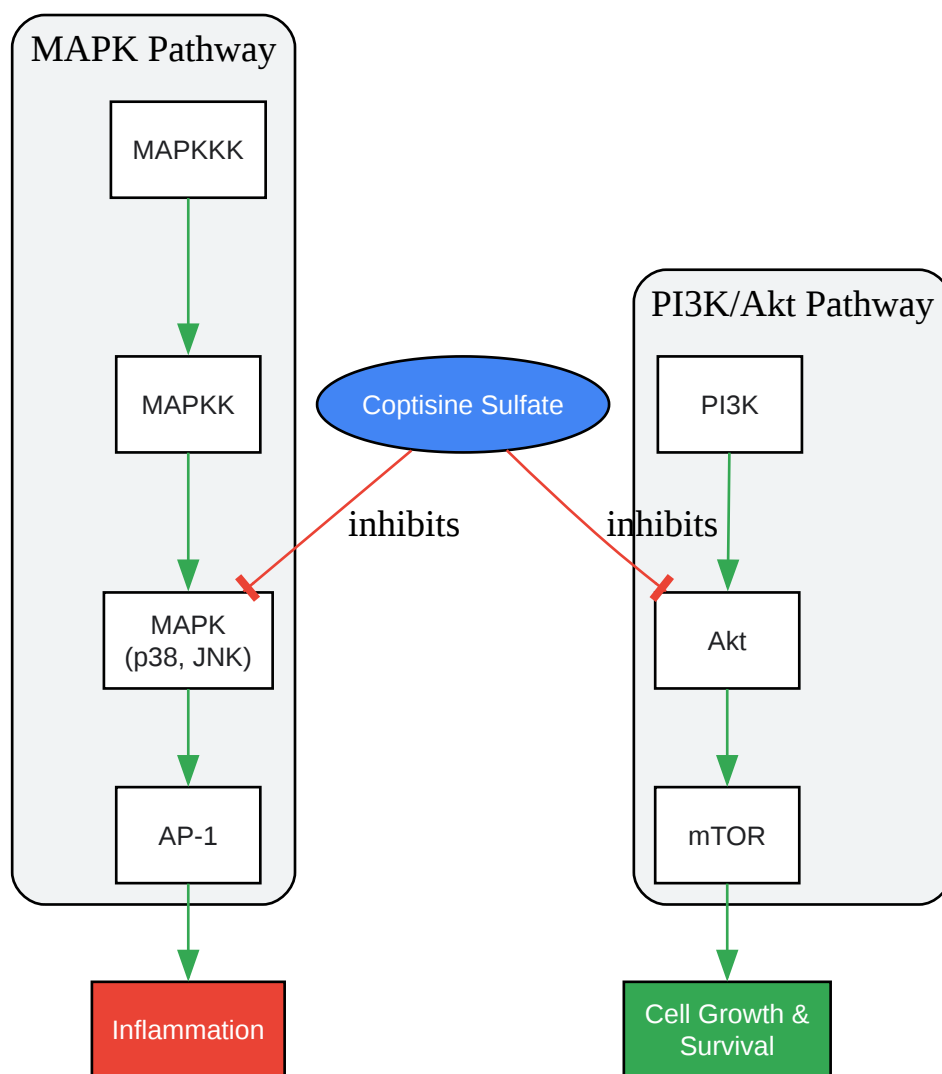 MAPK Pathway
MAPKKK
PI3K/Akt Pathway
MAPKK
Coptisine Sulfate
PI3K
inhibits
inhibits
MAPK
(p38, JNK)
Akt
AP-1
mTOR
Inflammation
Cell Growth &
Survival